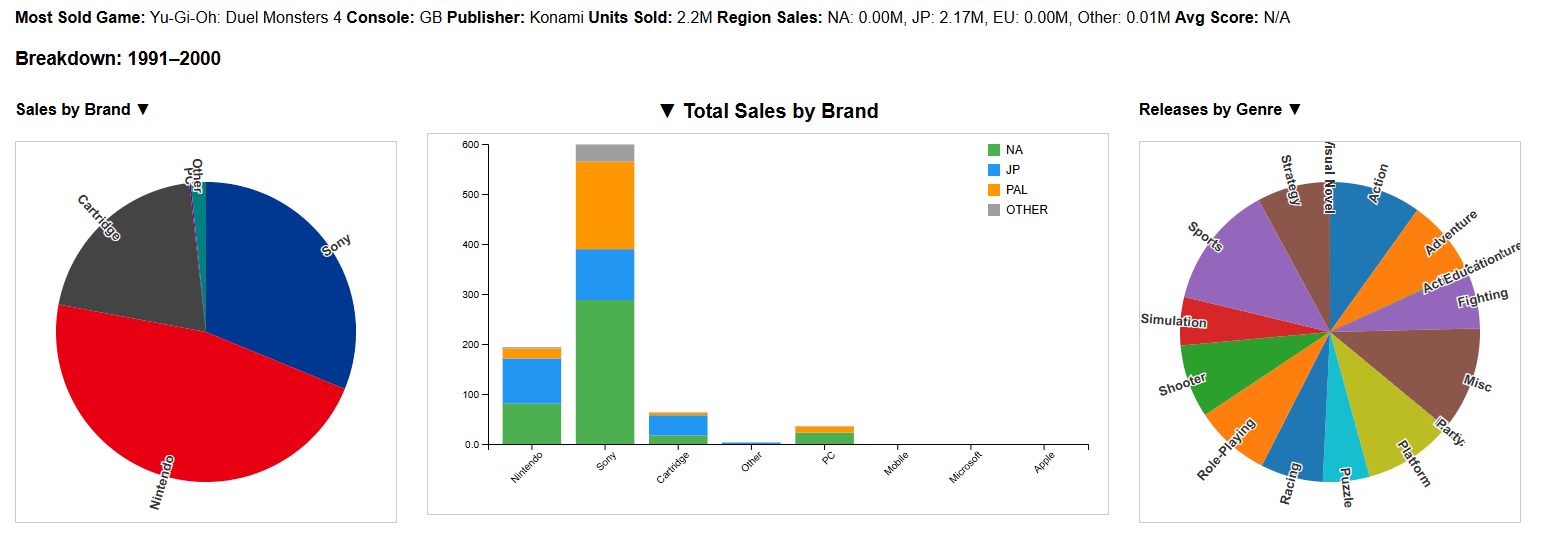 Most Sold Game: Yu-Gi-Oh: Duel Monsters 4 Console: GB Publisher: Konami Units Sold: 2.2M Region Sales: NA: 0.00M, JP: 2.17M, EU: 0.00M, Other: 0.01M Avg Score: N/A
Breakdown: 1991–2000
Sales by Brand ▼
Other
PC
Cartridge
Sony
Nintendo
▼ Total Sales by Brand
600
500
400
300
200
100
0.0
NA
JP
PAL
OTHER
Nintendo
Sony
Cartridge
Other
PC
Mobile
Microsoft
Apple
Releases by Genre ▼
Strategy
Novel
Action
Sports
Adventure
Education
Fighting
Simulation
Misc
Shooter
Party
Role-Playing
Platform
Racing
Puzzle